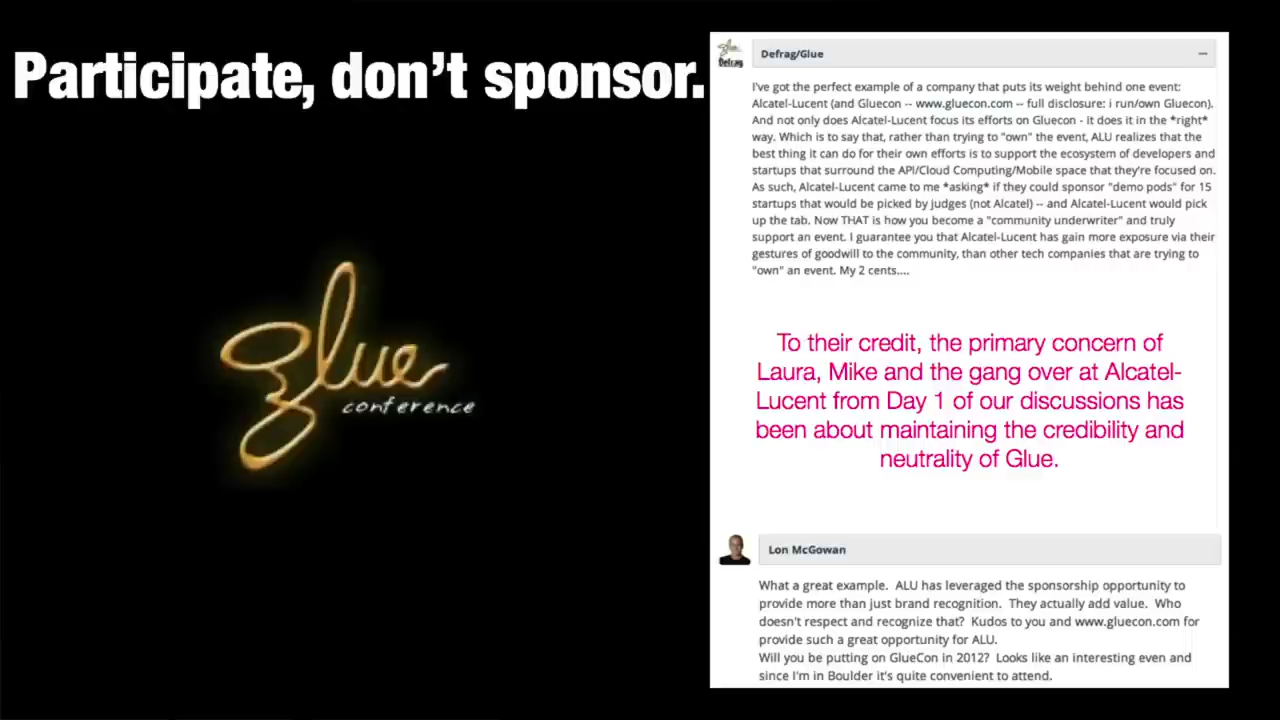 Participate, don't sponsor.
glue
conference
glue
Defrag
Defrag/Glue
I've got the perfect example of a company that puts its weight behind one event:
Alcatel-Lucent (and Gluecon -- www.gluecon.com -- full disclosure: i run/own Gluecon).
And not only does Alcatel-Lucent focus its efforts on Gluecon - it does it in the *right*
way. Which is to say that, rather than trying to "own" the event, ALU realizes that the
best thing it can do for their own efforts is to support the ecosystem of developers and
startups that surround the API/Cloud Computing/Mobile space that they're focused on.
As such, Alcatel-Lucent came to me *asking* if they could sponsor "demo pods" for 15
startups that would be picked by judges (not Alcatel) -- and Alcatel-Lucent would pick
up the tab. Now THAT is how you become a "community underwriter" and truly
support an event. I guarantee you that Alcatel-Lucent has gain more exposure via their
gestures of goodwill to the community, than other tech companies that are trying to
"own" an event. My 2 cents....
To their credit, the primary concern of
Laura, Mike and the gang over at Alcatel-
Lucent from Day 1 of our discussions has
been about maintaining the credibility and
neutrality of Glue.
Lon McGowan
What a great example.  ALU has leveraged the sponsorship opportunity to
provide more than just brand recognition.  They actually add value.  Who
doesn't respect and recognize that?  Kudos to you and www.gluecon.com for
provide such a great opportunity for ALU.
Will you be putting on GlueCon in 2012?  Looks like an interesting even and
since I'm in Boulder it's quite convenient to attend.